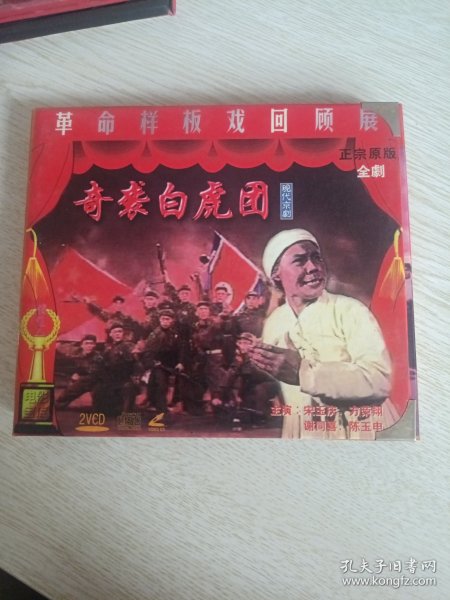 革命样板戏回顾展
正宗原版
全劇
奇袭白虎团
现代京劇
2VCD
主演：宋玉庆 方荣翔
谢同喜 陈玉申
孔夫子旧书网
www.kongfz.com